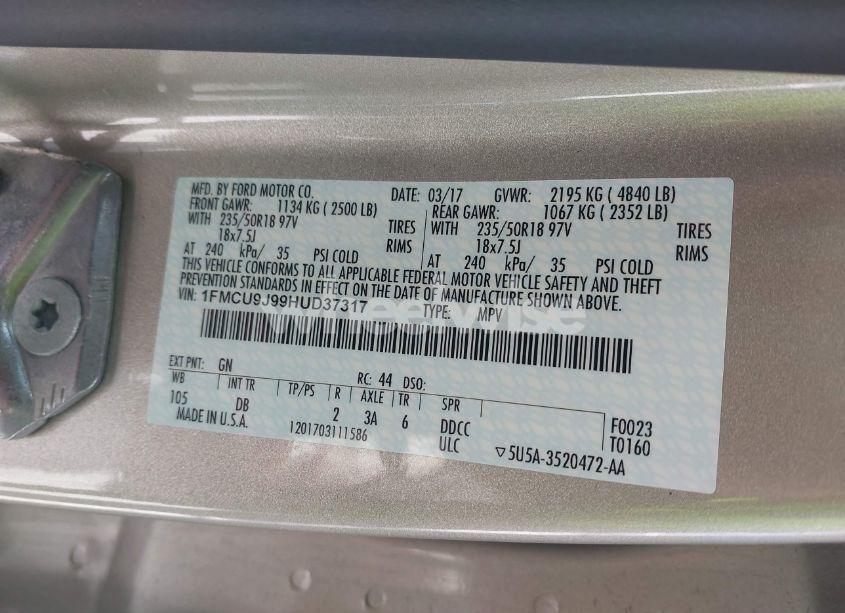 MFD. BY FORD MOTOR CO. DATE: 03/17 GVWR: 2195 KG ( 4840 LB)
FRONT GAWR: 1134 KG ( 2500 LB) REAR GAWR: 1067 KG ( 2352 LB)
WITH 235/50R18 97V TIRES WITH 235/50R18 97V TIRES
18x7.5J RIMS 18x7.5J RIMS
AT 240 kPa/ 35 PSI COLD AT 240 kPa/ 35 PSI COLD
THIS VEHICLE CONFORMS TO ALL APPLICABLE FEDERAL MOTOR VEHICLE SAFETY AND THEFT
PREVENTION STANDARDS IN EFFECT ON THE DATE OF MANUFACTURE SHOWN ABOVE.
VIN: 1FMCU9J99HUD37317 TYPE: MPV
wheelwise
EXT PNT: GN RC: 44 DSO:
WB INT TR TP/PS R AXLE TR SPR
105 DB 2 3A 6 DDCC F0023
MADE IN U.S.A. 1201703111586 ULC T0160
▽5U5A-3520472-AA